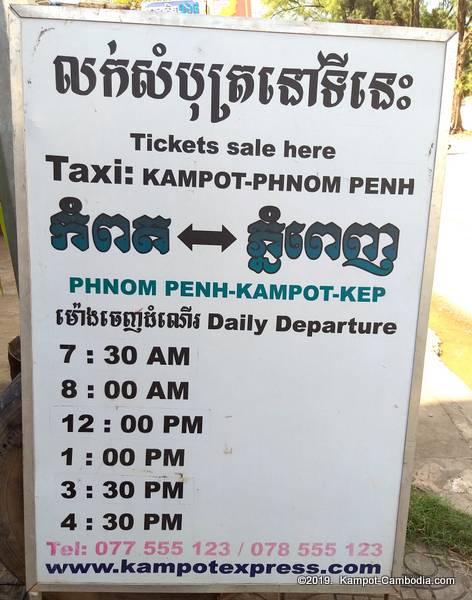 លក់សំបុត្រនៅទីនេះ
Tickets sale here
Taxi: KAMPOT-PHNOM PENH
កំពត ↔ ភ្នំពេញ
PHNOM PENH-KAMPOT-KEP
ម៉ោងចេញដំណើរ Daily Departure
7 : 30 AM
8 : 00 AM
12 : 00 PM
1 : 00 PM
3 : 30 PM
4 : 30 PM
Tel: 077 555 123 / 078 555 123
www.kampotexpress.com
©2019. Kampot-Cambodia.com